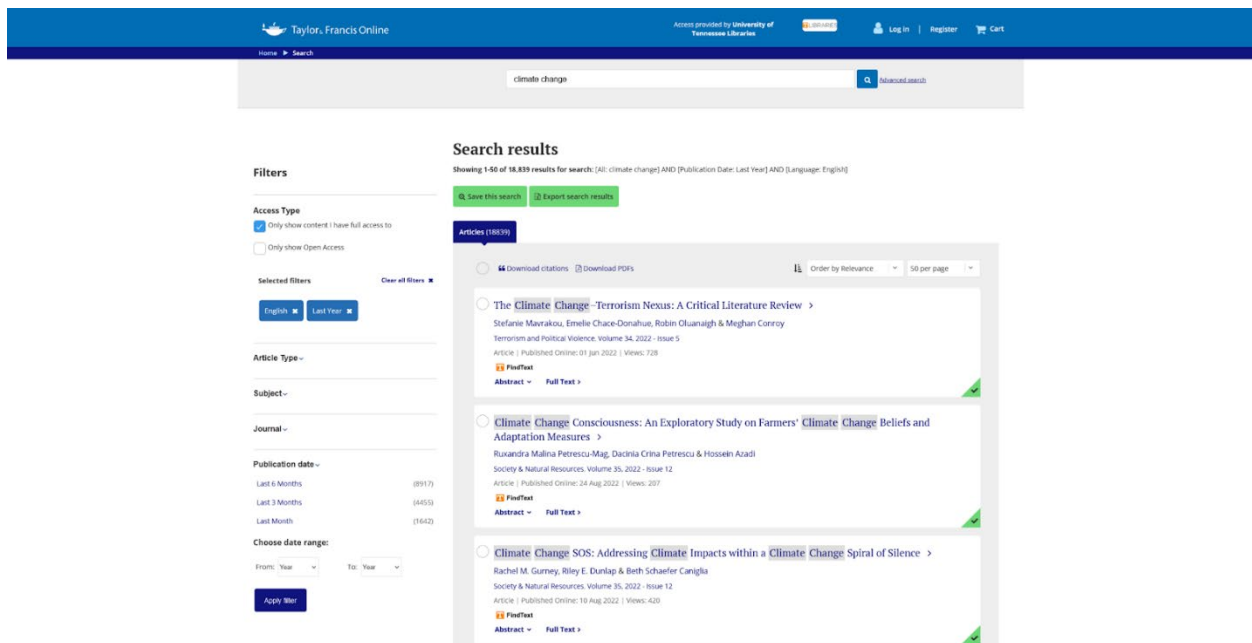 Taylor & Francis Online
Access provided by University of
Tennessee Libraries
LIBRARIES
Log in | Register Cart
Home Search
climate change
Advanced search
Search results
Showing 1-50 of 18,839 results for search: [All: climate change] AND [Publication Date: Last Year] AND [Language: English]
Save this search Export search results
Filters
Access Type
Only show content I have full access to
Only show Open Access
Selected filters Clear all filters
English Last Year
Article Type
Subject
Journal
Publication date
Last 6 Months (8917)
Last 3 Months (4455)
Last Month (1642)
Choose date range:
From: Year To: Year
Apply filter
Articles (18839)
Download citations Download PDFs Order by Relevance 50 per page
The Climate Change–Terrorism Nexus: A Critical Literature Review >
Stefanie Mavrakou, Emelie Chace-Donahue, Robin Oluanaigh & Meghan Conroy
Terrorism and Political Violence, Volume 34, 2022 - Issue 5
Article | Published Online: 01 Jun 2022 | Views: 728
FindText
Abstract Full Text >
Climate Change Consciousness: An Exploratory Study on Farmers' Climate Change Beliefs and
Adaptation Measures >
Ruxandra Malina Petrescu-Mag, Dacinia Crina Petrescu & Hossein Azadi
Society & Natural Resources, Volume 35, 2022 - Issue 12
Article | Published Online: 24 Aug 2022 | Views: 207
FindText
Abstract Full Text >
Climate Change SOS: Addressing Climate Impacts within a Climate Change Spiral of Silence >
Rachel M. Gurney, Riley E. Dunlap & Beth Schaefer Caniglia
Society & Natural Resources, Volume 35, 2022 - Issue 12
Article | Published Online: 10 Aug 2022 | Views: 420
FindText
Abstract Full Text >